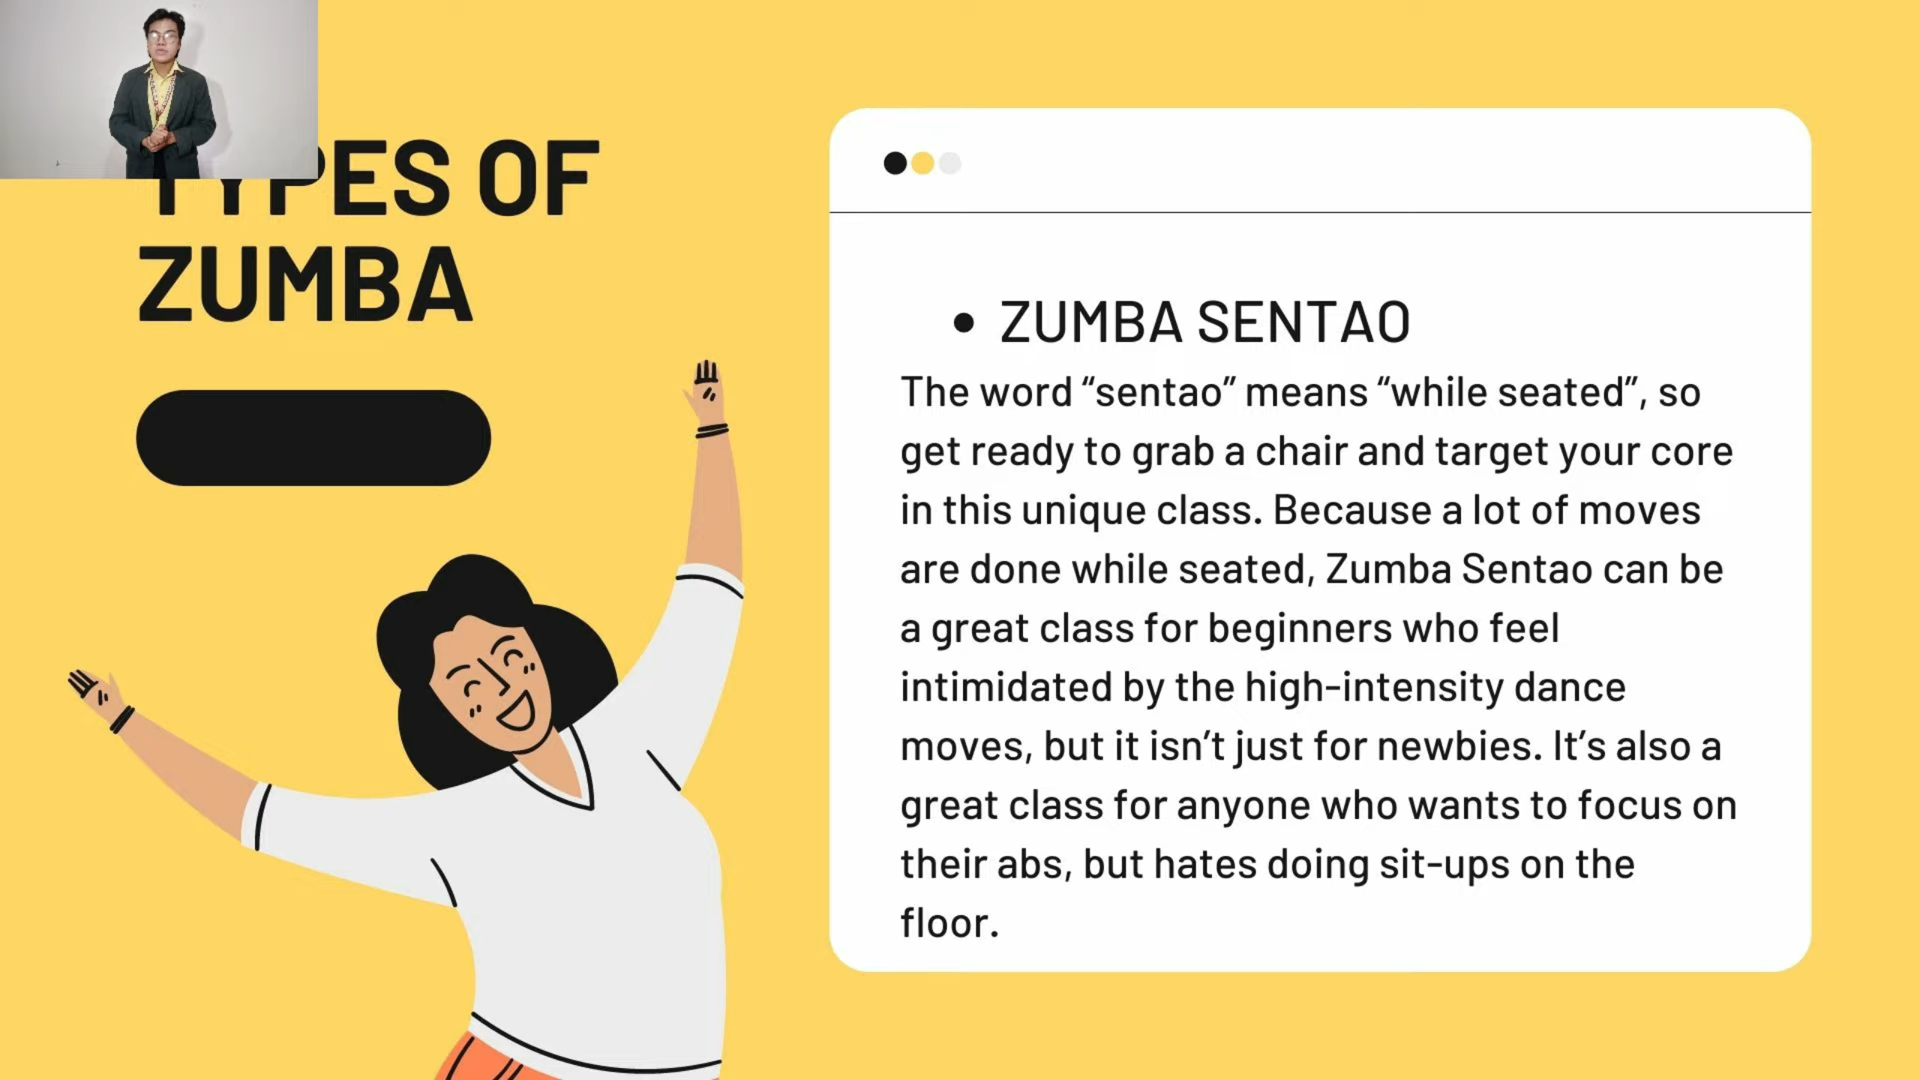 TYPES OF
ZUMBA
• ZUMBA SENTAO
The word “sentao” means “while seated”, so
get ready to grab a chair and target your core
in this unique class. Because a lot of moves
are done while seated, Zumba Sentao can be
a great class for beginners who feel
intimidated by the high-intensity dance
moves, but it isn’t just for newbies. It’s also a
great class for anyone who wants to focus on
their abs, but hates doing sit-ups on the
floor.